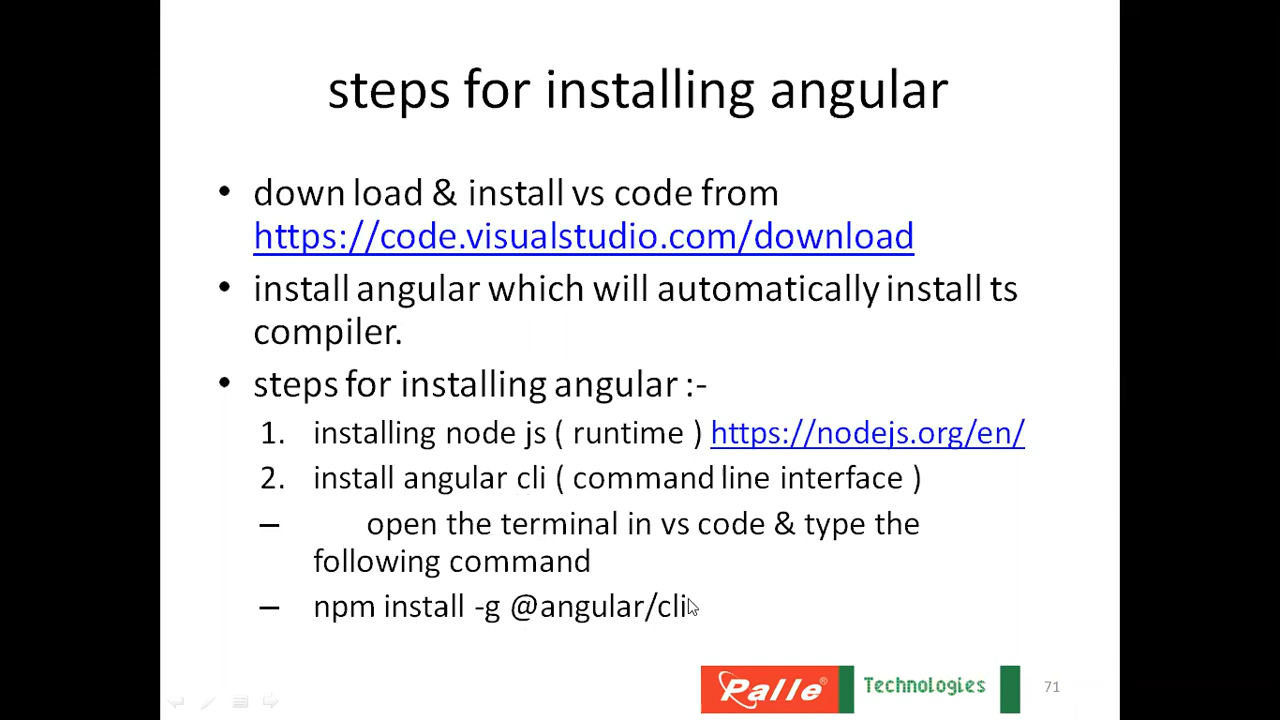 steps for installing angular
• down load & install vs code from
https://code.visualstudio.com/download
• install angular which will automatically install ts
compiler.
• steps for installing angular :-
1. installing node js ( runtime ) https://nodejs.org/en/
2. install angular cli ( command line interface )
– open the terminal in vs code & type the
following command
– npm install -g @angular/cli
Palle® Technologies
71